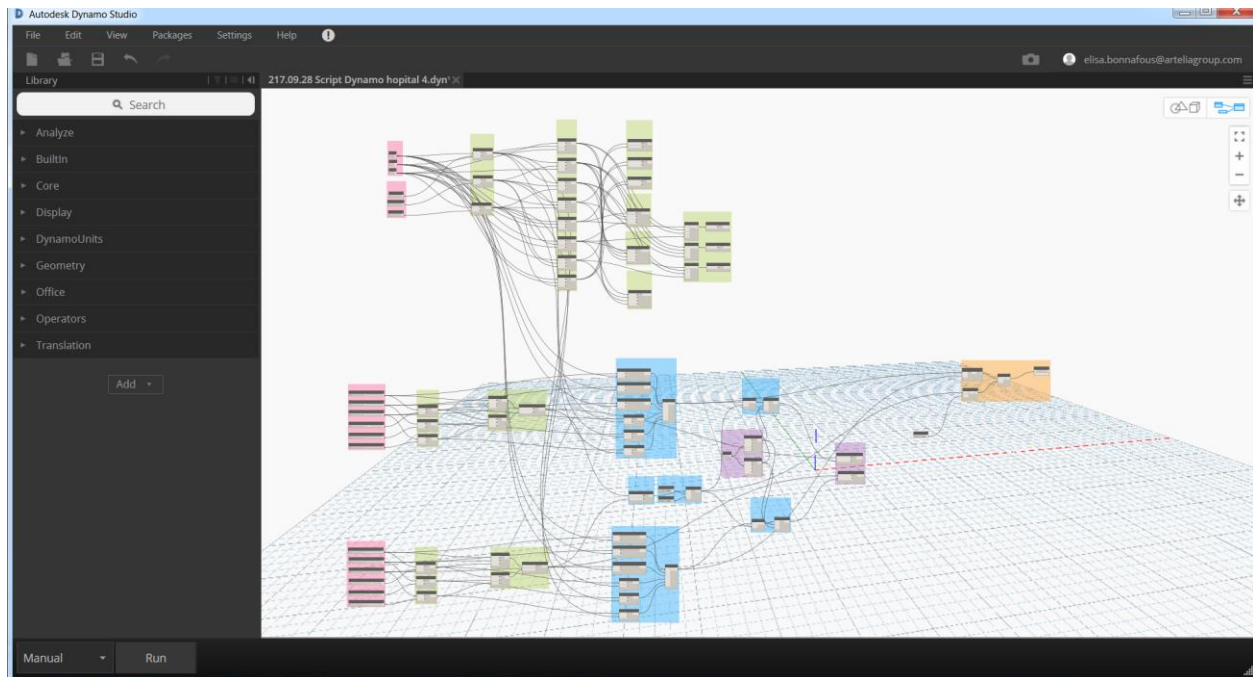 Autodesk Dynamo Studio
File Edit View Packages Settings Help
elisa.bonnafous@arteliagroup.com
Library
217.09.28 Script Dynamo hopital 4.dyn*
Search
Analyze
BuiltIn
Core
Display
DynamoUnits
Geometry
Office
Operators
Translation
Add
Manual Run